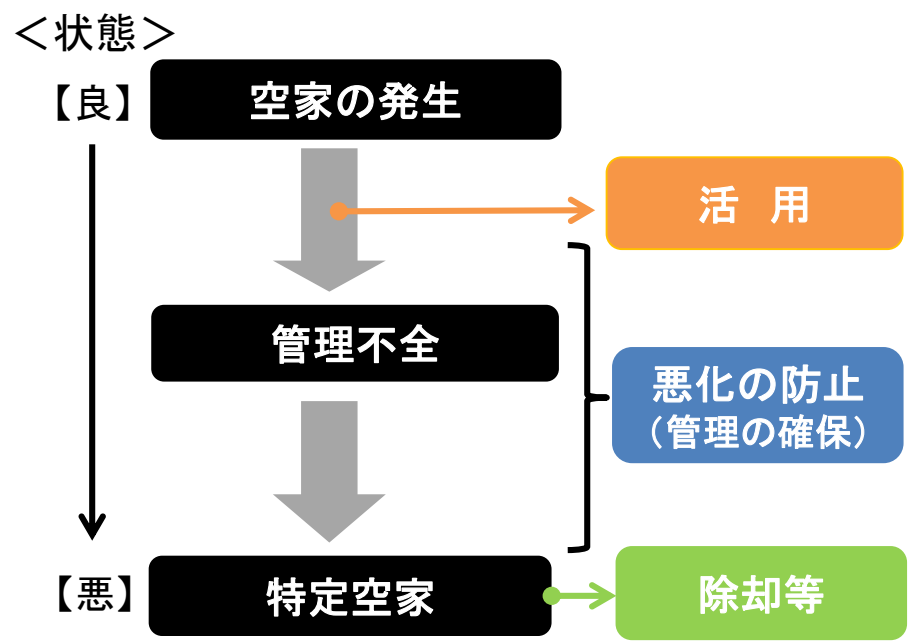 ＜状態＞
【良】
空家の発生
活　用
管理不全
悪化の防止
（管理の確保）
【悪】
特定空家
除却等